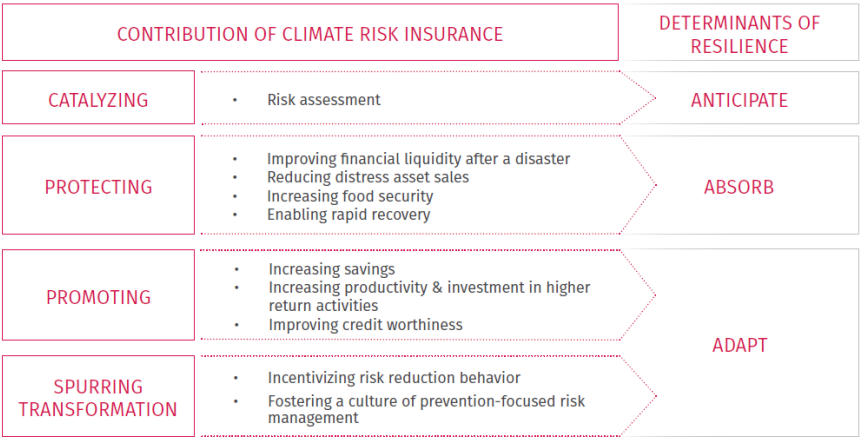 CONTRIBUTION OF CLIMATE RISK INSURANCE
DETERMINANTS OF
RESILIENCE
CATALYZING
• Risk assessment
ANTICIPATE
PROTECTING
• Improving financial liquidity after a disaster
• Reducing distress asset sales
• Increasing food security
• Enabling rapid recovery
ABSORB
PROMOTING
• Increasing savings
• Increasing productivity & investment in higher
return activities
• Improving credit worthiness
SPURRING
TRANSFORMATION
• Incentivizing risk reduction behavior
• Fostering a culture of prevention-focused risk
management
ADAPT